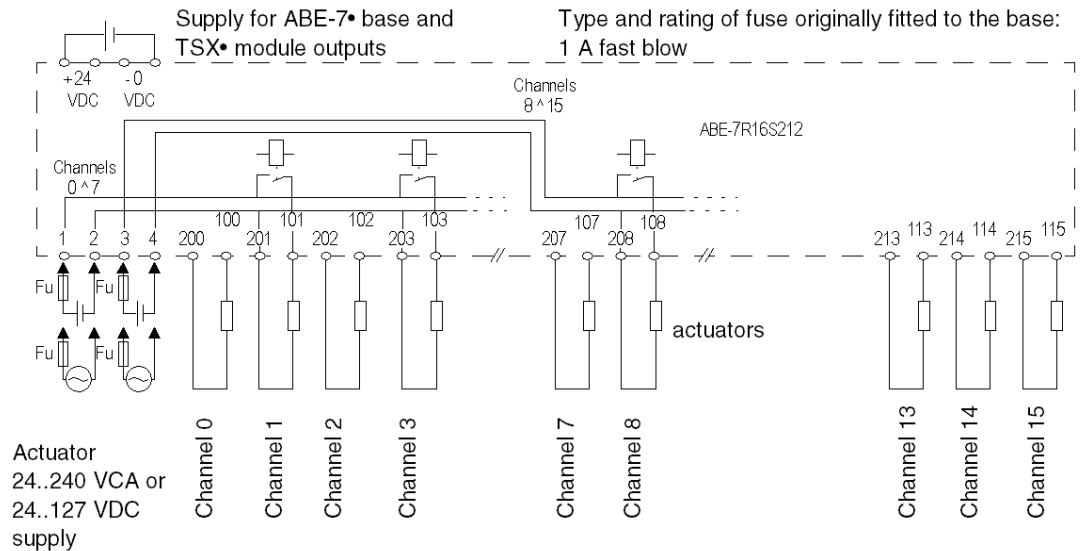 Supply for ABE-7• base and
TSX• module outputs
Type and rating of fuse originally fitted to the base:
1 A fast blow
+24
VDC
- 0
VDC
Channels
8 ^ 15
ABE-7R16S212
Channels
0 ^ 7
1
2
3
4
200
100
201
101
202
102
203
103
207
107
208
108
213
113
214
114
215
115
Fu
Fu
Fu
Fu
actuators
Channel 0
Channel 1
Channel 2
Channel 3
Channel 7
Channel 8
Channel 13
Channel 14
Channel 15
Actuator
24..240 VCA or
24..127 VDC
supply